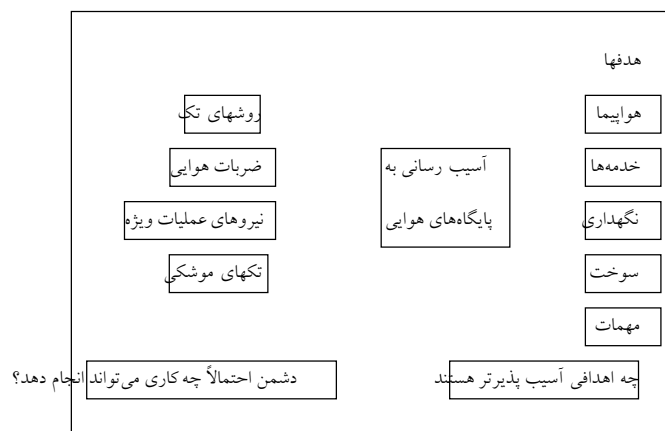 هدفها
هواپیما
روشهای تک
خدمه‌ها
آسیب رسانی به
ضربات هوایی
نگهداری
پایگاه‌های هوایی
نیروهای عملیات ویژه
سوخت
تکهای موشکی
مهمات
چه اهدافی آسیب پذیرتر هستند
دشمن احتمالاً چه کاری می‌تواند انجام دهد؟